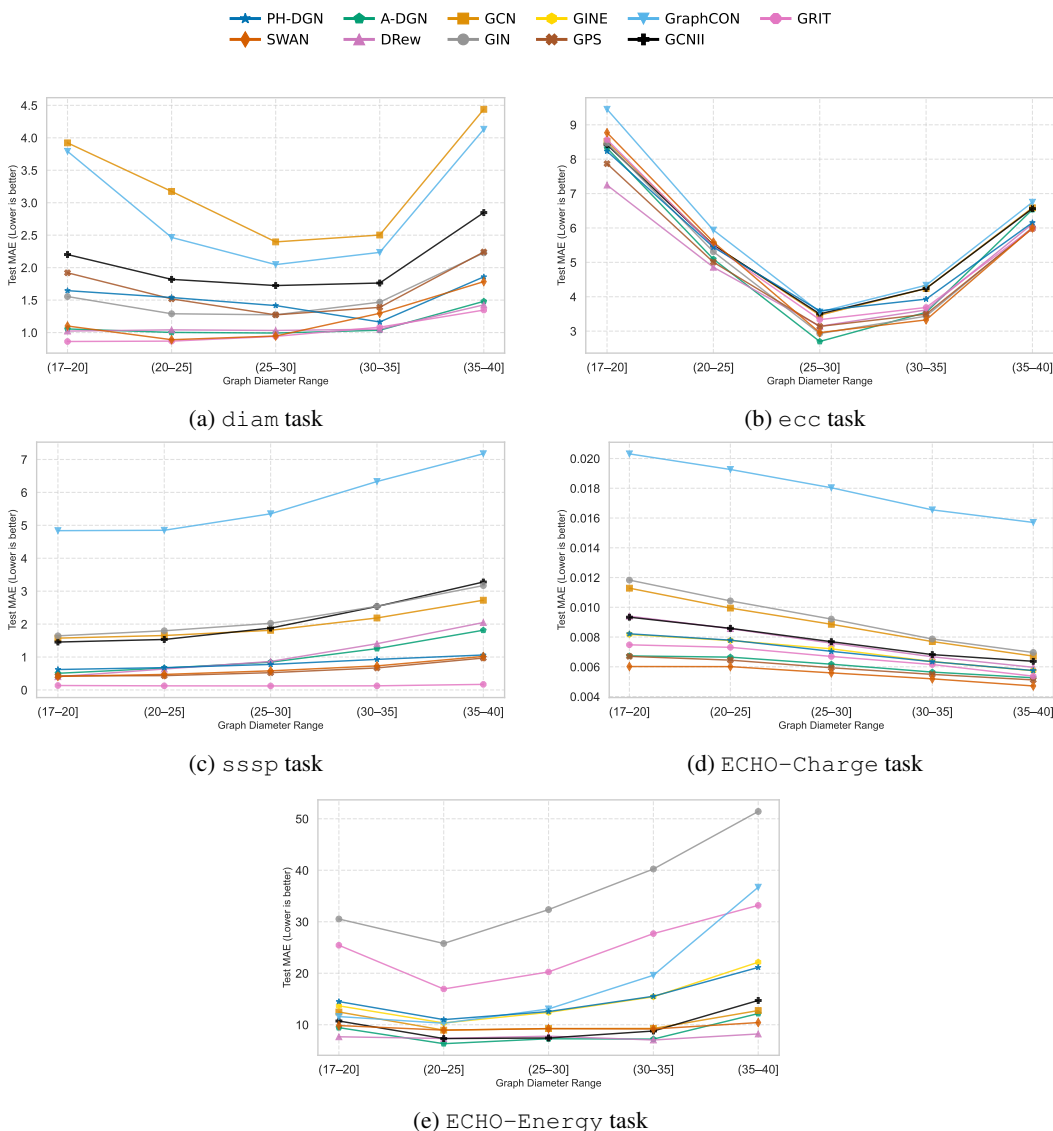 PH-DGN A-DGN GCN GINE GraphCON GRIT
SWAN DRew GIN GPS GCNII
4.5
4.0
3.5
3.0
2.5
2.0
1.5
1.0
Test MAE (Lower is better)
(17–20] (20–25] (25–30] (30–35] (35–40]
Graph Diameter Range
(a) diam task
9
8
7
6
5
4
3
Test MAE (Lower is better)
(17–20] (20–25] (25–30] (30–35] (35–40]
Graph Diameter Range
(b) ecc task
7
6
5
4
3
2
1
0
Test MAE (Lower is better)
(17–20] (20–25] (25–30] (30–35] (35–40]
Graph Diameter Range
(c) sssp task
0.020
0.018
0.016
0.014
0.012
0.010
0.008
0.006
0.004
Test MAE (Lower is better)
(17–20] (20–25] (25–30] (30–35] (35–40]
Graph Diameter Range
(d) ECHO-Charge task
50
40
30
20
10
Test MAE (Lower is better)
(17–20] (20–25] (25–30] (30–35] (35–40]
Graph Diameter Range
(e) ECHO-Energy task